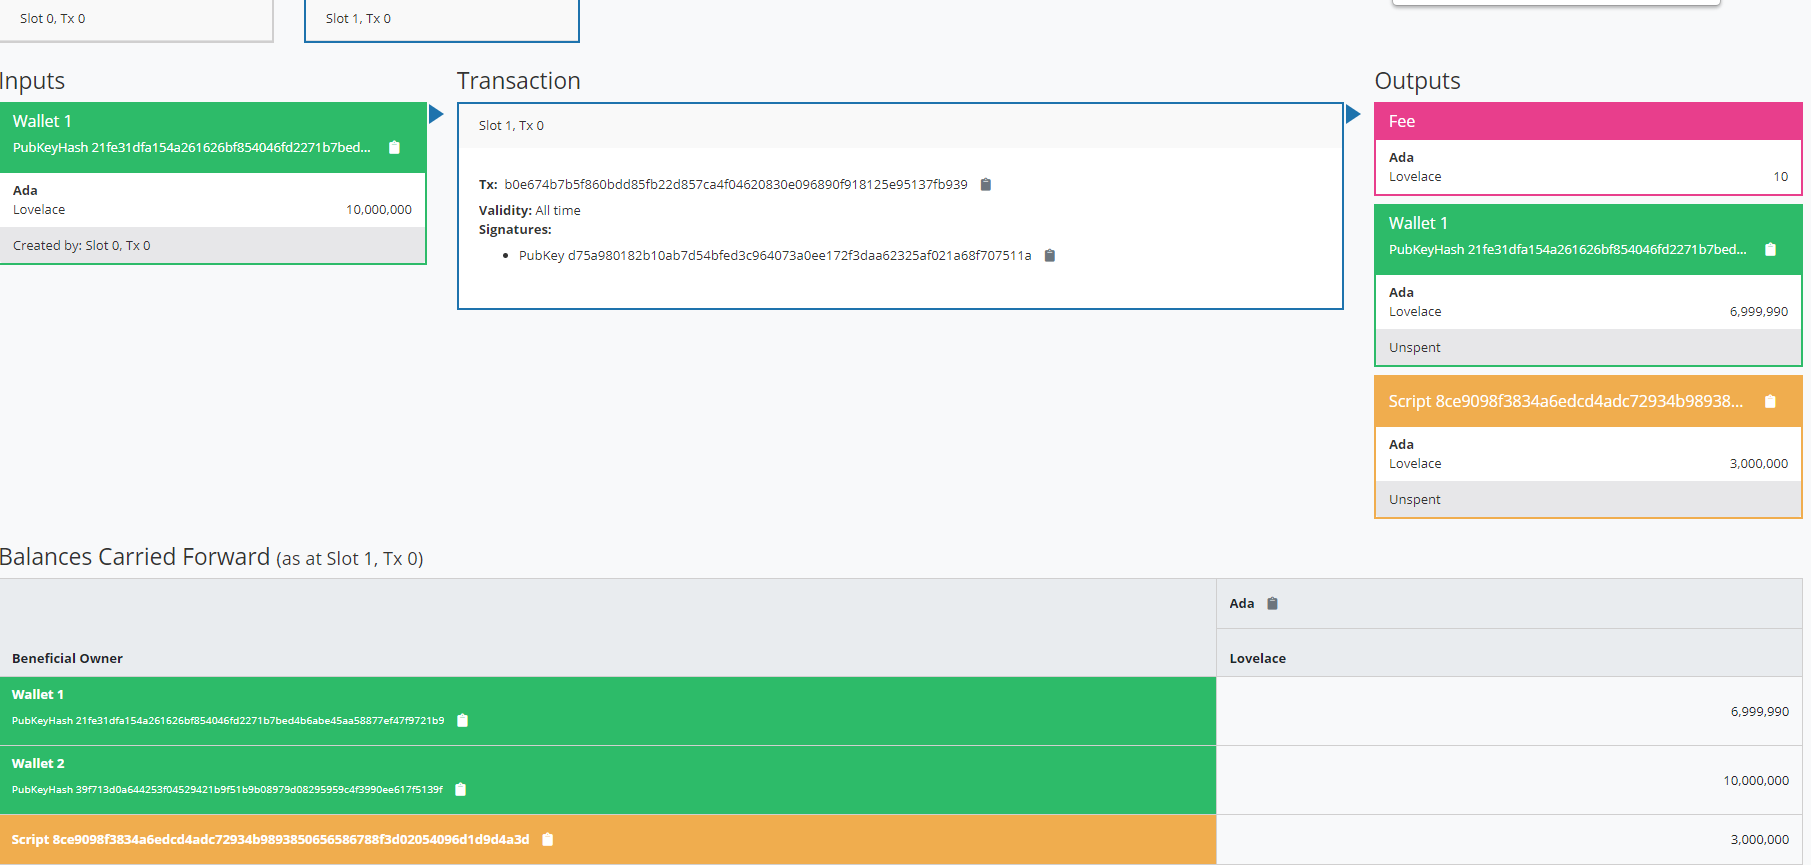 Slot 0, Tx 0
Slot 1, Tx 0
Inputs
Wallet 1
PubKeyHash 21fe31dfa154a261626bf854046fd2271b7bed...
Ada
Lovelace 10,000,000
Created by: Slot 0, Tx 0
Transaction
Slot 1, Tx 0
Tx: b0e674b7b5f860bdd85fb22d857ca4f04620830e096890f918125e95137fb939
Validity: All time
Signatures:
• PubKey d75a980182b10ab7d54bfed3c964073a0ee172f3daa62325af021a68f707511a
Outputs
Fee
Ada
Lovelace 10
Wallet 1
PubKeyHash 21fe31dfa154a261626bf854046fd2271b7bed...
Ada
Lovelace 6,999,990
Unspent
Script 8ce9098f3834a6edcd4adc72934b98938...
Ada
Lovelace 3,000,000
Unspent
Balances Carried Forward (as at Slot 1, Tx 0)
Ada
Beneficial Owner Lovelace
Wallet 1
PubKeyHash 21fe31dfa154a261626bf854046fd2271b7bed4b6abe45aa58877ef47f9721b9
6,999,990
Wallet 2
PubKeyHash 39f713d0a644253f04529421b9f51b9b08979d08295959c4f3990ee617f5139f
10,000,000
Script 8ce9098f3834a6edcd4adc72934b9893850656586788f3d02054096d1d9d4a3d 3,000,000